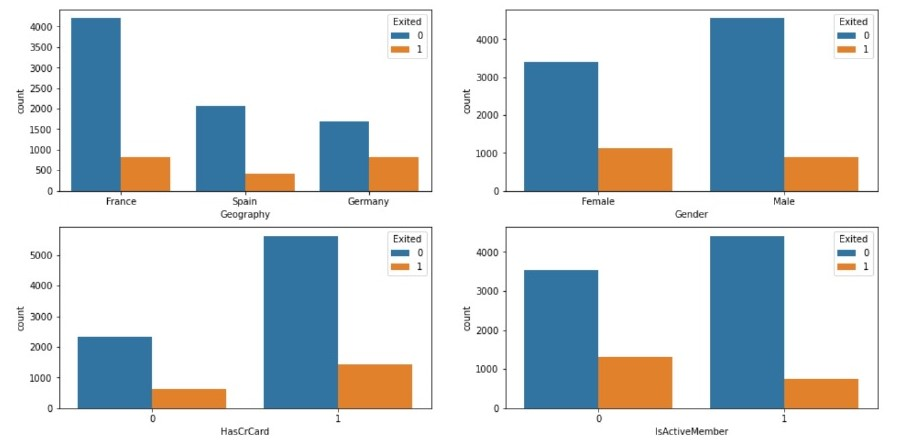 Exited
0
1
4000
3500
3000
2500
2000
1500
1000
500
0
count
France Spain Germany
Geography
Exited
0
1
4000
3000
2000
1000
0
count
Female Male
Gender
Exited
0
1
5000
4000
3000
2000
1000
0
count
0 1
HasCrCard
Exited
0
1
4000
3000
2000
1000
0
count
0 1
IsActiveMember